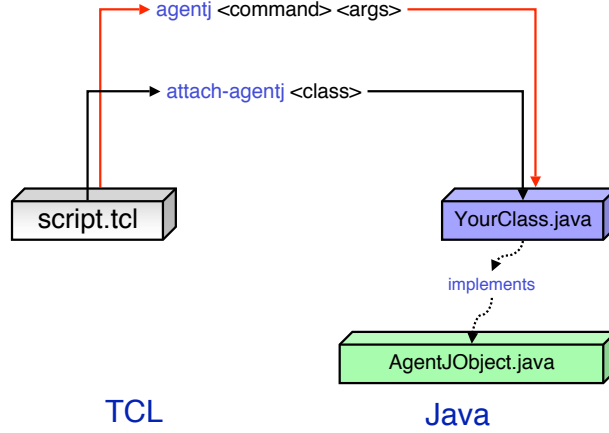 agentj <command> <args>
attach-agentj <class>
script.tcl
YourClass.java
implements
AgentJObject.java
TCL
Java